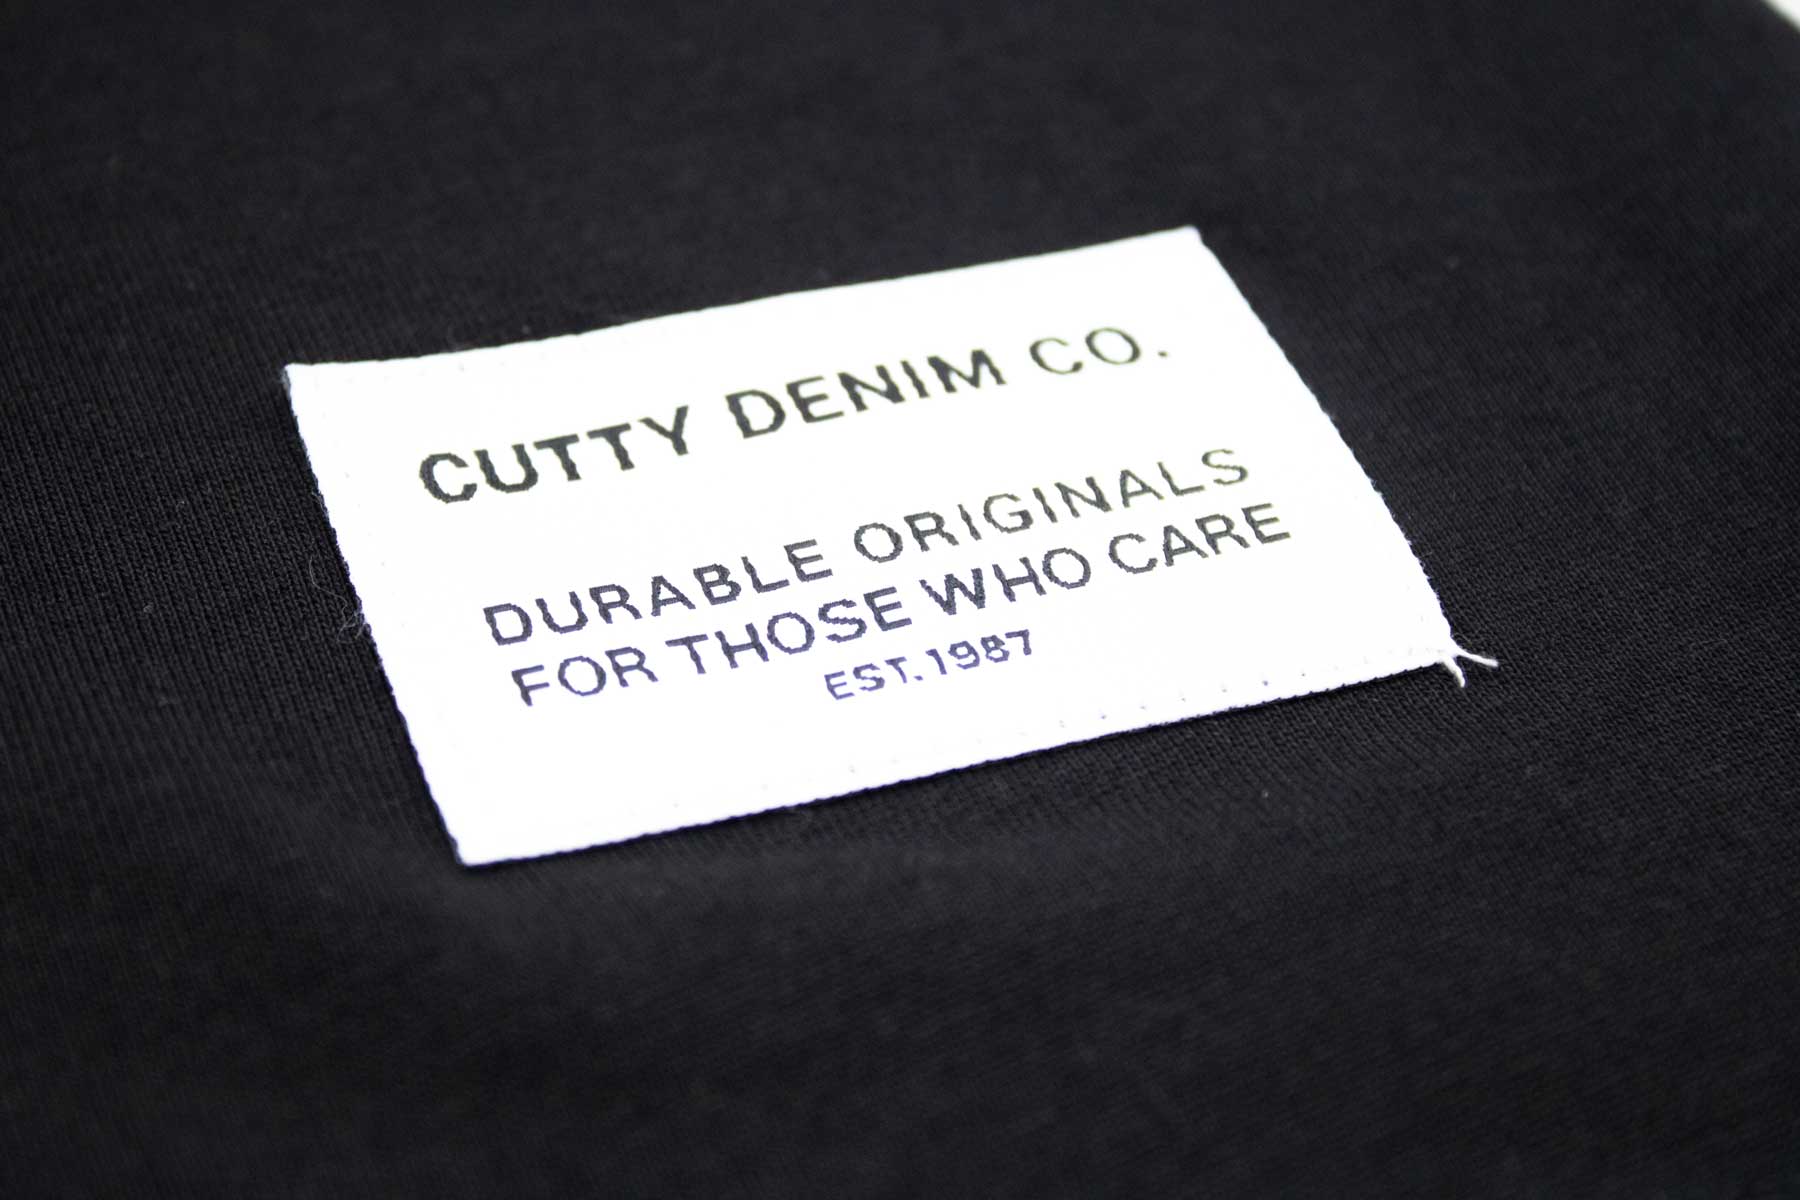 CUTTY DENIM CO.
DURABLE ORIGINALS
FOR THOSE WHO CARE
EST. 1987